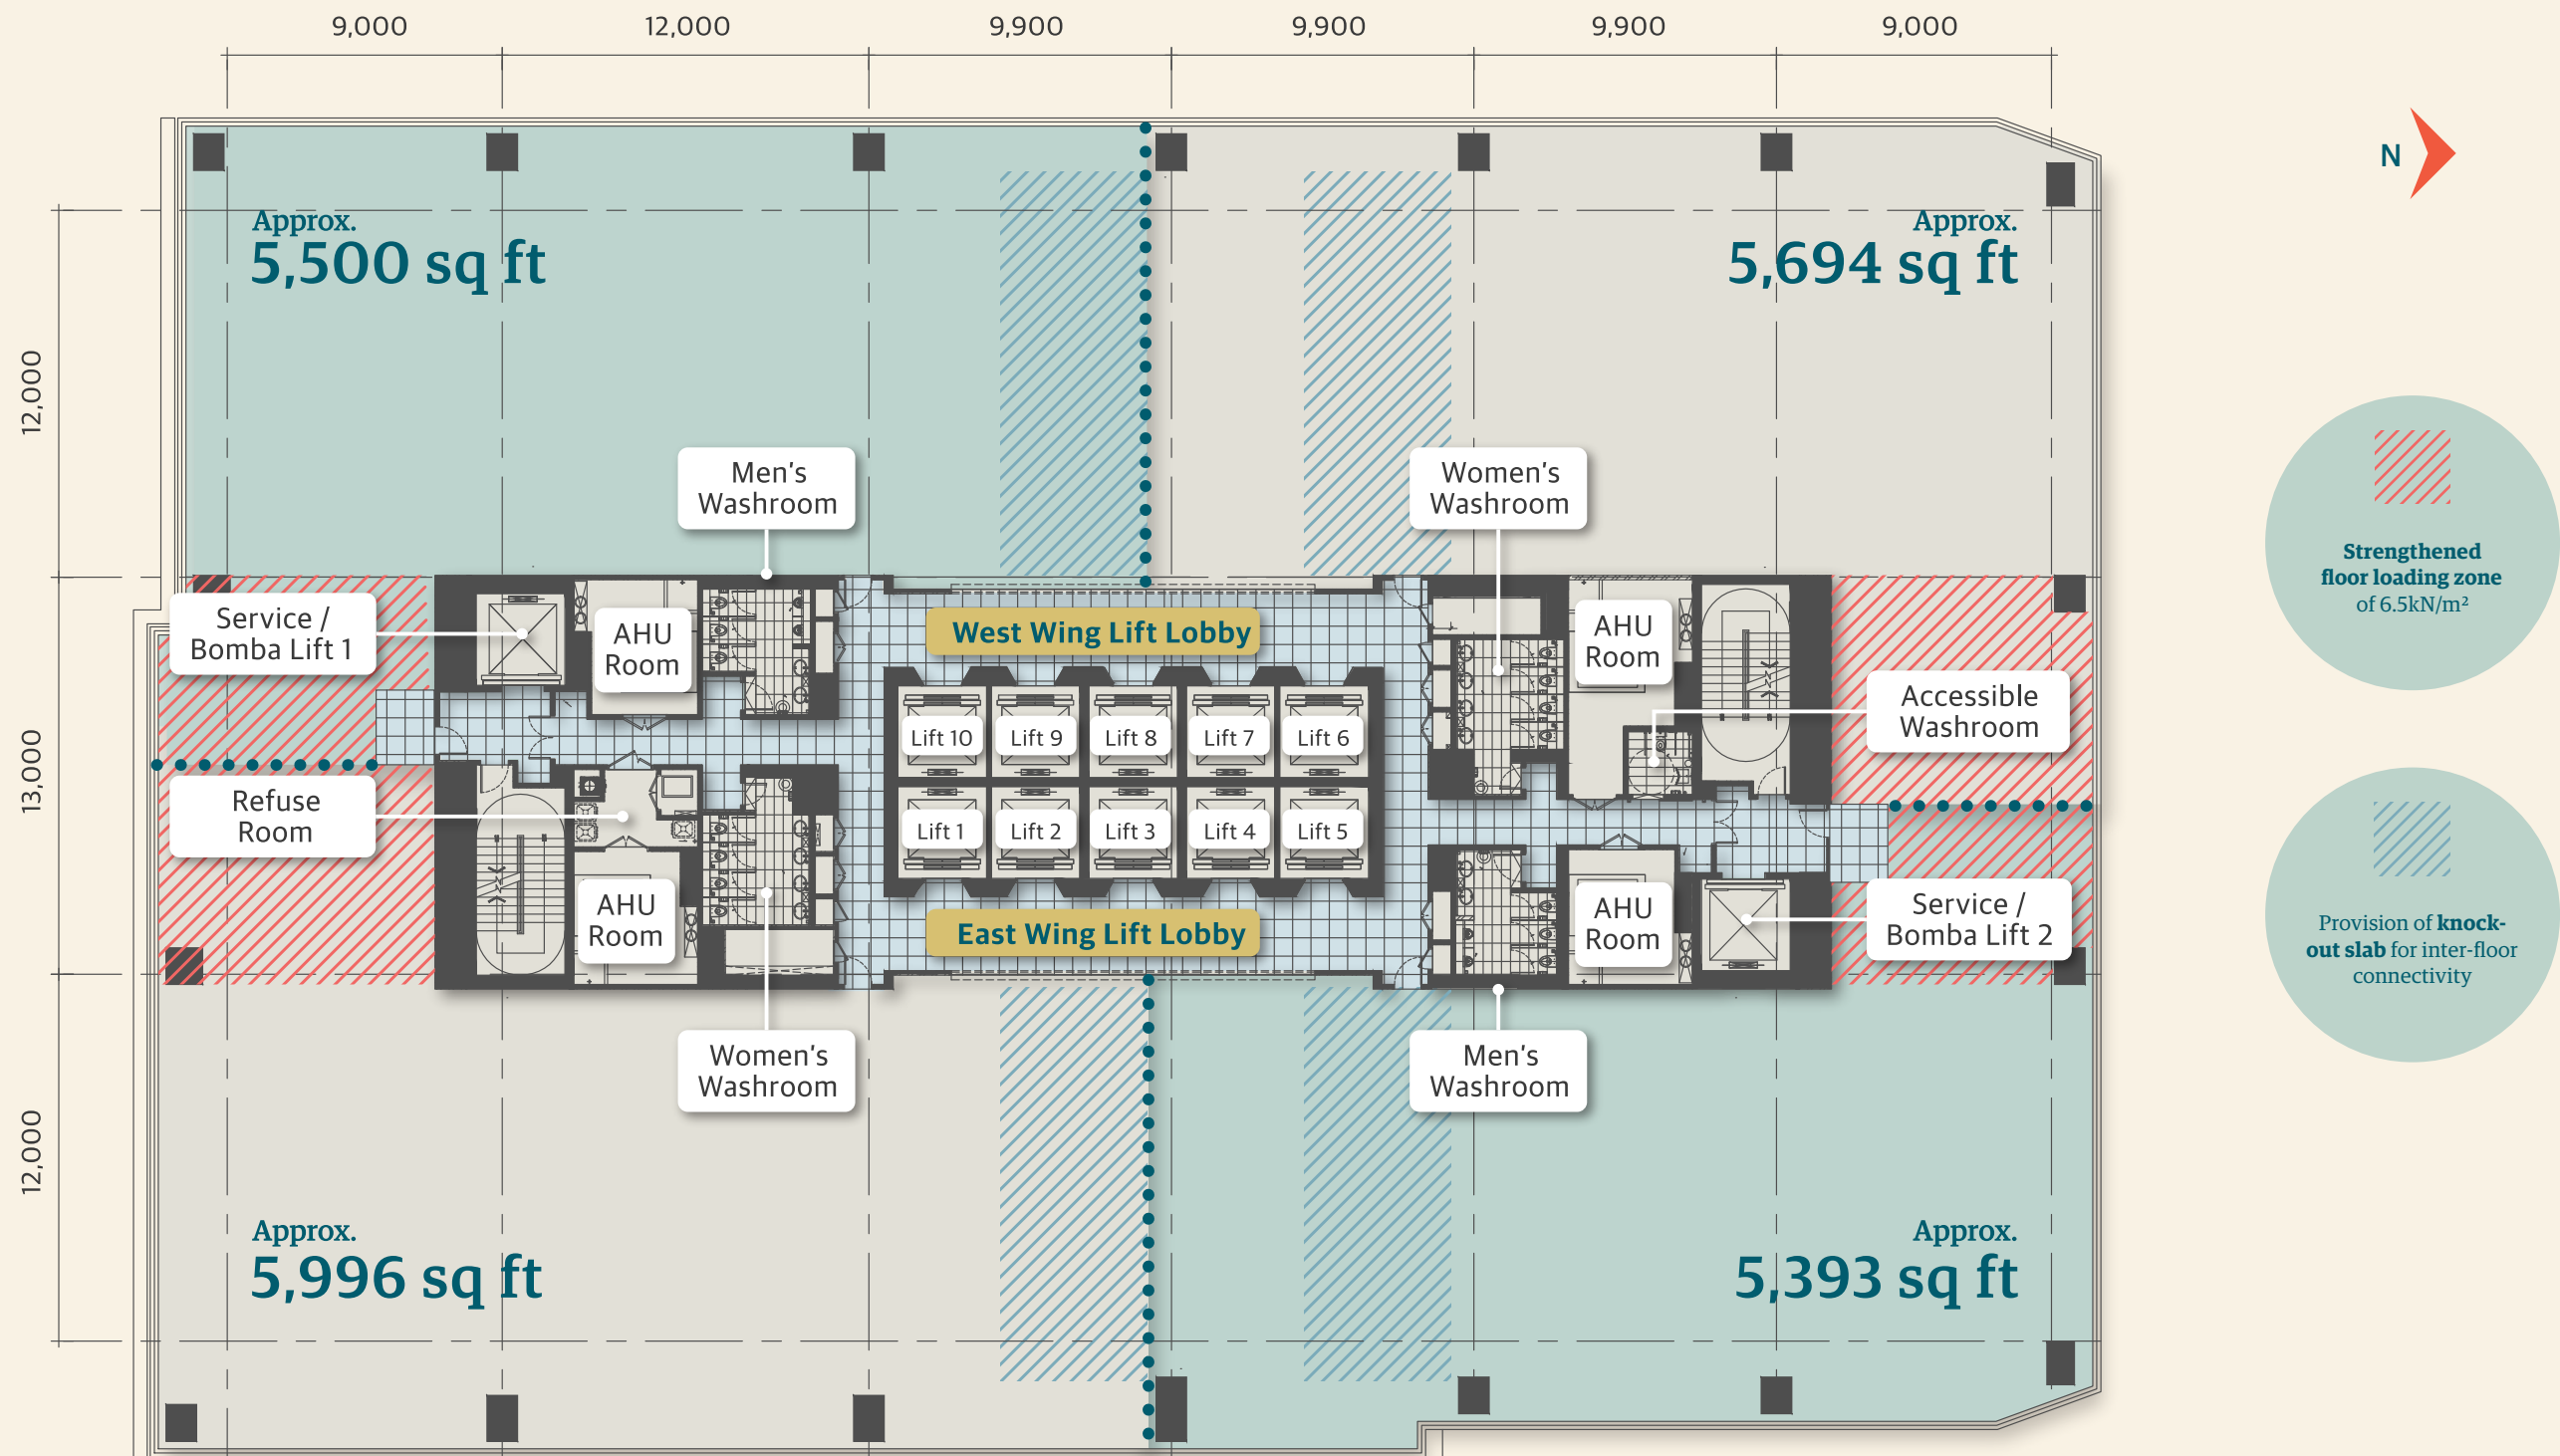 9,000
12,000
9,900
9,900
9,900
9,000
N
12,000
13,000
12,000
Approx.
5,500 sq ft
Approx.
5,694 sq ft
Men's
Washroom
Women's
Washroom
Service /
Bomba Lift 1
AHU
Room
West Wing Lift Lobby
AHU
Room
Accessible
Washroom
Lift 10
Lift 9
Lift 8
Lift 7
Lift 6
Refuse
Room
Lift 1
Lift 2
Lift 3
Lift 4
Lift 5
AHU
Room
East Wing Lift Lobby
AHU
Room
Service /
Bomba Lift 2
Women's
Washroom
Men's
Washroom
Approx.
5,996 sq ft
Approx.
5,393 sq ft
Strengthened
floor loading zone
of 6.5kN/m²
Provision of knock-
out slab for inter-floor
connectivity